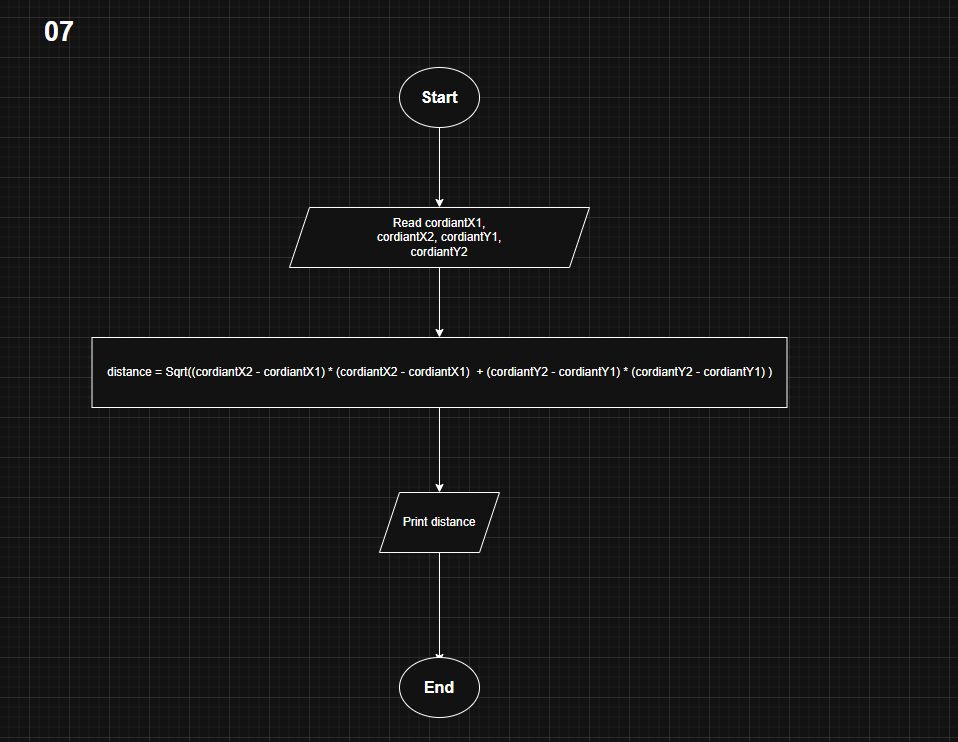 07
Start
Read cordiantX1,
cordiantX2, cordiantY1,
cordiantY2
distance = Sqrt((cordiantX2 - cordiantX1) * (cordiantX2 - cordiantX1)  + (cordiantY2 - cordiantY1) * (cordiantY2 - cordiantY1) )
Print distance
End